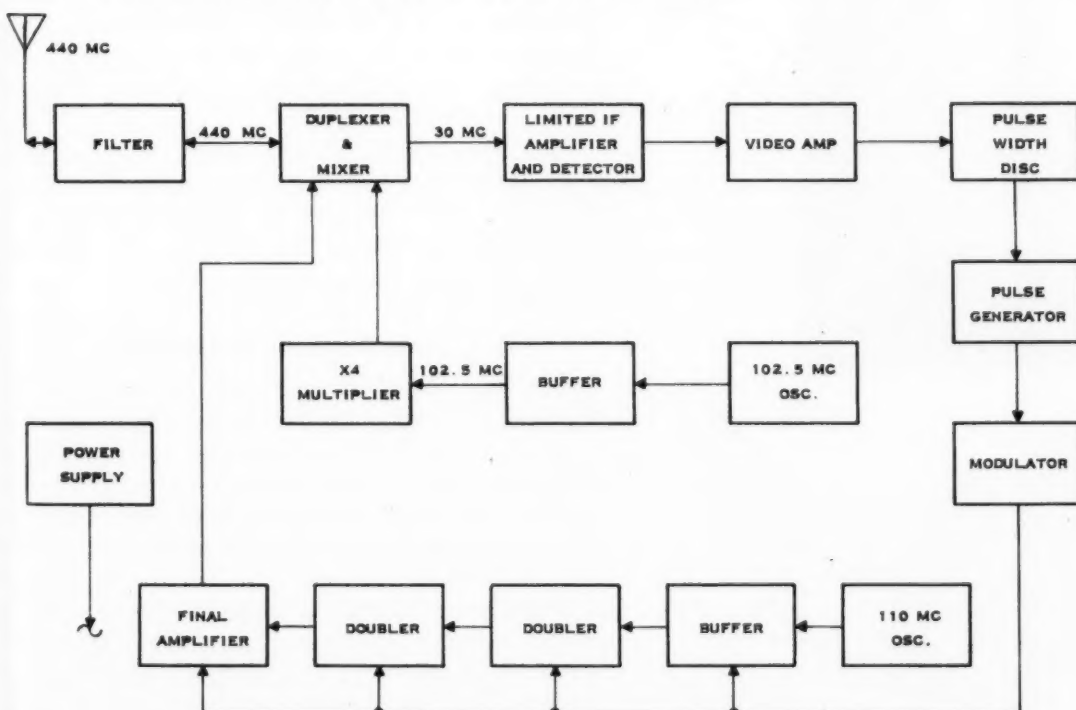 440 MC
FILTER
440 MC
DUPLEXER
&
MIXER
30 MC
LIMITED IF
AMPLIFIER
AND DETECTOR
VIDEO AMP
PULSE
WIDTH
DISC
PULSE
GENERATOR
X4
MULTIPLIER
102.5 MC
BUFFER
102.5 MC
OSC.
POWER
SUPPLY
MODULATOR
FINAL
AMPLIFIER
DOUBLER
DOUBLER
BUFFER
110 MC
OSC.